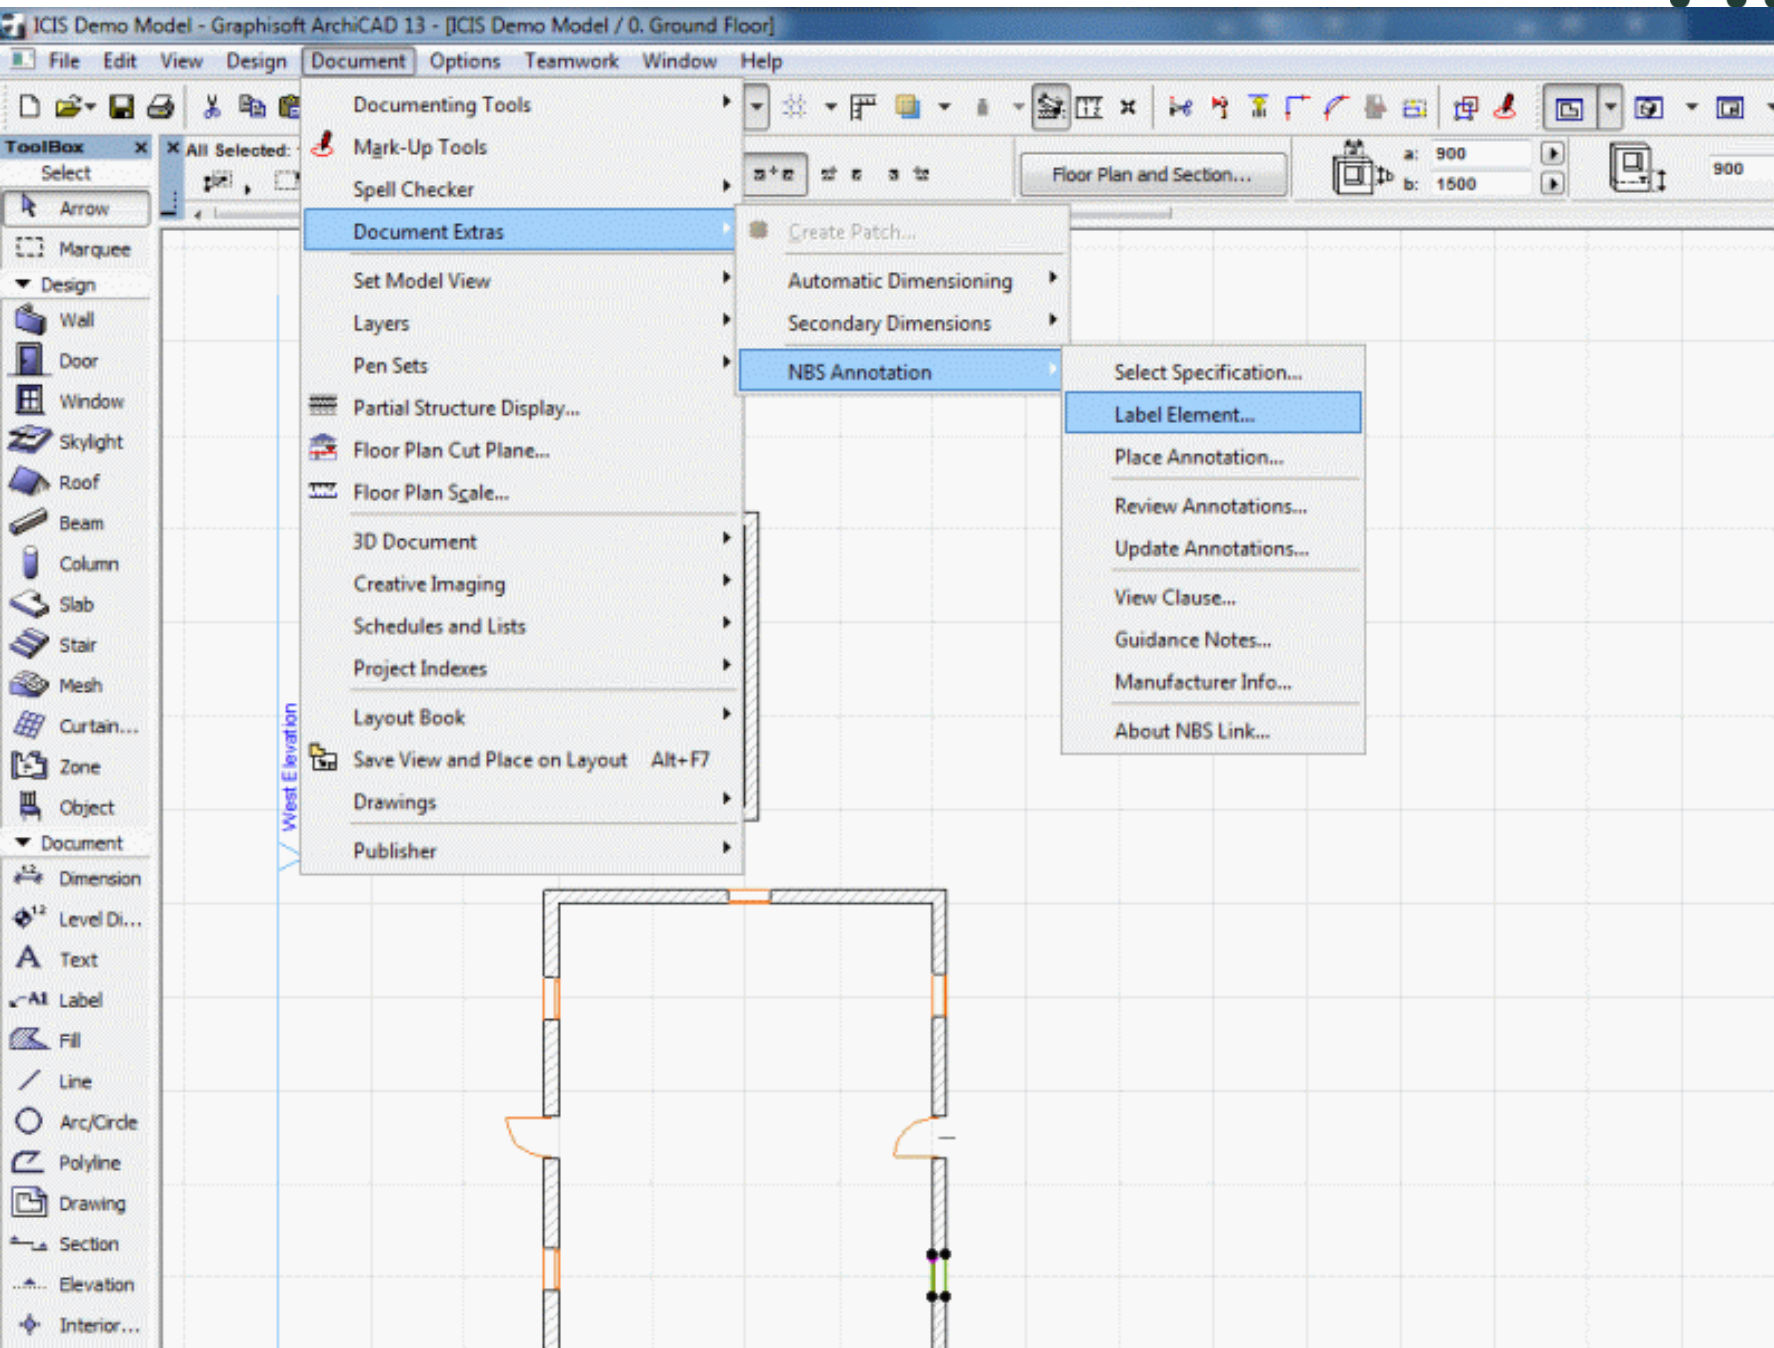 ICIS Demo Model - Graphisoft ArchiCAD 13 - [ICIS Demo Model / 0. Ground Floor]
File Edit View Design Document Options Teamwork Window Help
ToolBox
Select
Arrow
Marquee
Design
Wall
Door
Window
Skylight
Roof
Beam
Column
Slab
Stair
Mesh
Curtain...
Zone
Object
Document
Dimension
Level Di...
Text
Label
Fill
Line
Arc/Circle
Polyline
Drawing
Section
Elevation
Interior...
All Selected:
Floor Plan and Section...
a: 900
b: 1500
900
Documenting Tools
Mark-Up Tools
Spell Checker
Document Extras
Set Model View
Layers
Pen Sets
Partial Structure Display...
Floor Plan Cut Plane...
Floor Plan Scale...
3D Document
Creative Imaging
Schedules and Lists
Project Indexes
Layout Book
Save View and Place on Layout Alt+F7
Drawings
Publisher
Create Patch...
Automatic Dimensioning
Secondary Dimensions
NBS Annotation
Select Specification...
Label Element...
Place Annotation...
Review Annotations...
Update Annotations...
View Clause...
Guidance Notes...
Manufacturer Info...
About NBS Link...
West Elevation